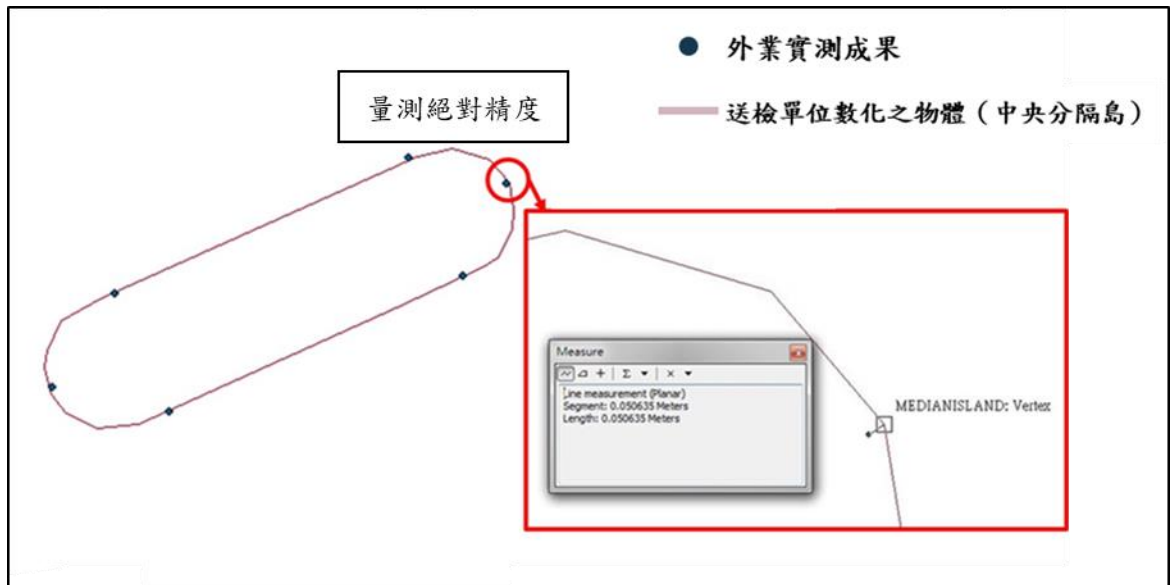 外業實測成果
量測絕對精度
送檢單位數化之物體（中央分隔島）
Measure
Line measurement (Planar)
Segment: 0.050635 Meters
Length: 0.050635 Meters
MEDIANISLAND: Vertex